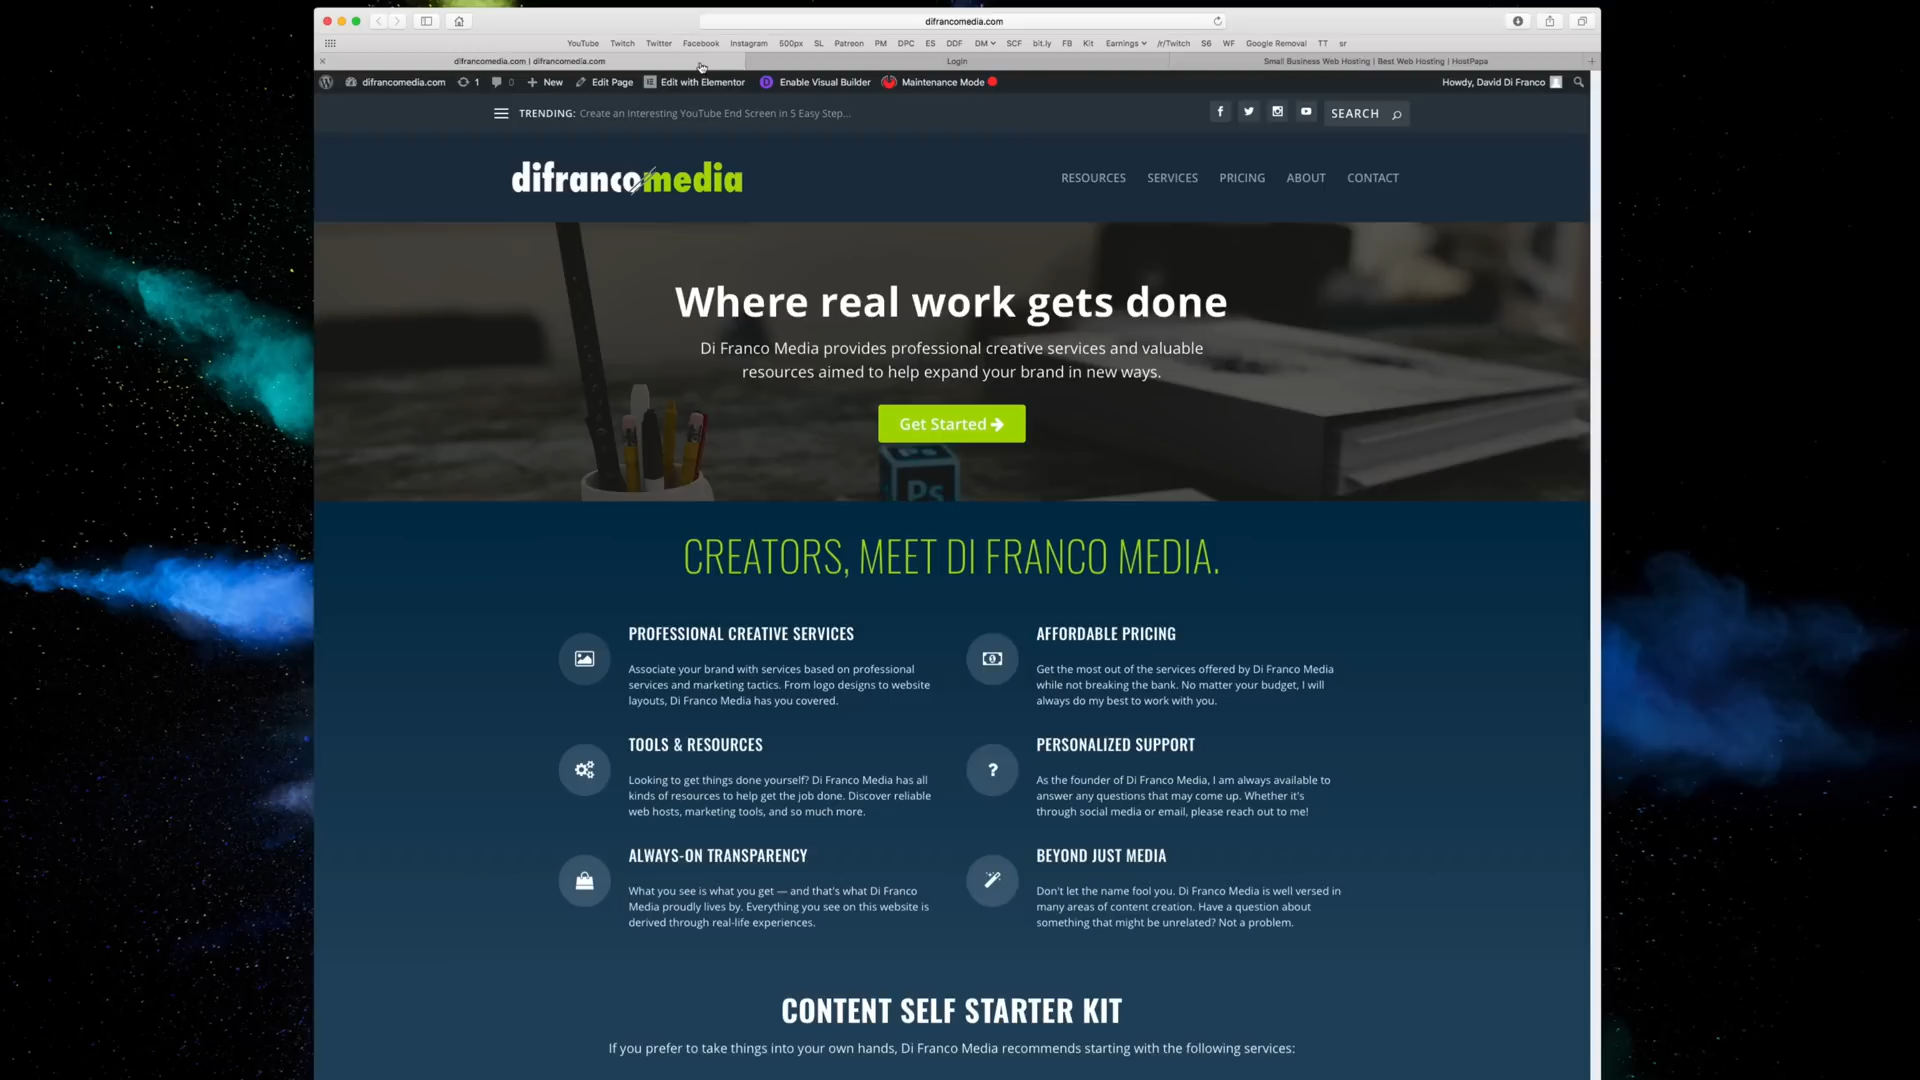 difrancomedia.com
YouTube Twitch Twitter Facebook Instagram 500px SL Patreon PM DPC ES DDF DM SCF bit.ly FB Kit Earnings /r/Twitch S6 WF Google Removal TT sr
difrancomedia.com | difrancomedia.com Login Small Business Web Hosting | Best Web Hosting | HostPapa
difrancomedia.com 1 0 New Edit Page Edit with Elementor D Enable Visual Builder Maintenance Mode Howdy, David Di Franco
TRENDING: Create an Interesting YouTube End Screen in 5 Easy Step... SEARCH
difrancomedia RESOURCES SERVICES PRICING ABOUT CONTACT
Where real work gets done
Di Franco Media provides professional creative services and valuable
resources aimed to help expand your brand in new ways.
Get Started
Ps
CREATORS, MEET DI FRANCO MEDIA.
PROFESSIONAL CREATIVE SERVICES
Associate your brand with services based on professional
services and marketing tactics. From logo designs to website
layouts, Di Franco Media has you covered.
AFFORDABLE PRICING
Get the most out of the services offered by Di Franco Media
while not breaking the bank. No matter your budget, I will
always do my best to work with you.
TOOLS & RESOURCES
Looking to get things done yourself? Di Franco Media has all
kinds of resources to help get the job done. Discover reliable
web hosts, marketing tools, and so much more.
PERSONALIZED SUPPORT
As the founder of Di Franco Media, I am always available to
answer any questions that may come up. Whether it's
through social media or email, please reach out to me!
ALWAYS-ON TRANSPARENCY
What you see is what you get — and that's what Di Franco
Media proudly lives by. Everything you see on this website is
derived through real-life experiences.
BEYOND JUST MEDIA
Don't let the name fool you. Di Franco Media is well versed in
many areas of content creation. Have a question about
something that might be unrelated? Not a problem.
CONTENT SELF STARTER KIT
If you prefer to take things into your own hands, Di Franco Media recommends starting with the following services: